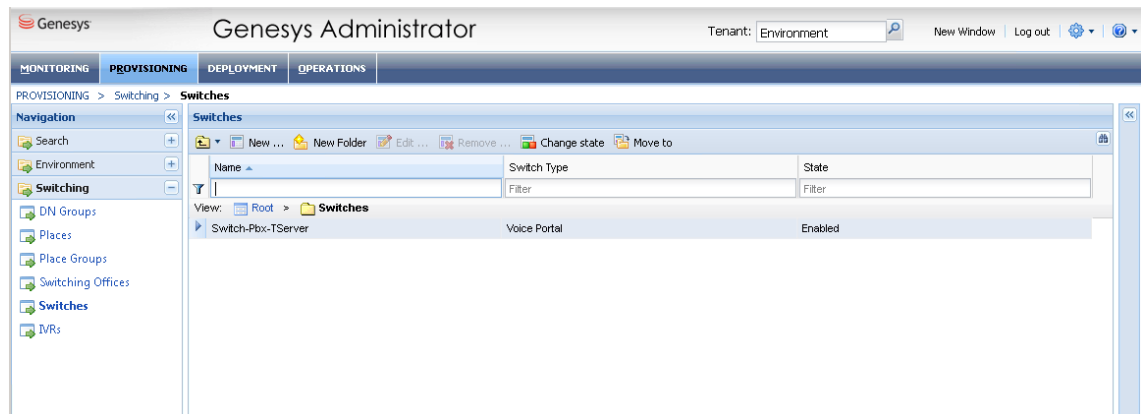 Genesys
Genesys Administrator
Tenant: Environment
New Window | Log out
MONITORING PROVISIONING DEPLOYMENT OPERATIONS
PROVISIONING > Switching > Switches
Navigation
Search
Environment
Switching
DN Groups
Places
Place Groups
Switching Offices
Switches
IVRs
Switches
New ... New Folder Edit ... Remove ... Change state Move to
Name Switch Type State
Filter Filter
View: Root > Switches
Switch-Pbx-TServer Voice Portal Enabled